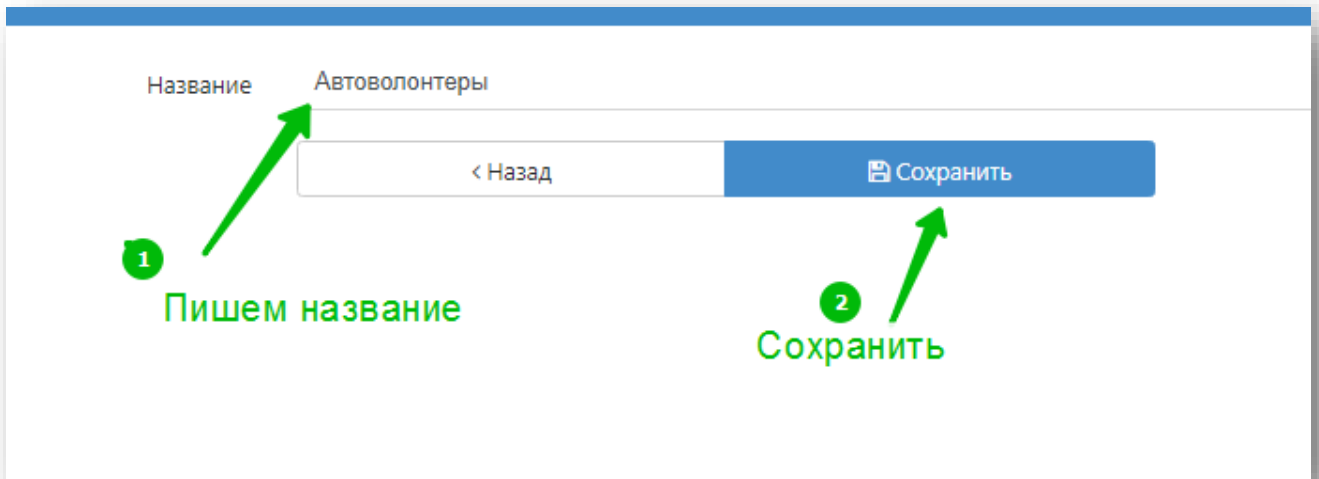 Название Автоволонтеры
< Назад Сохранить
1
Пишем название
2
Сохранить